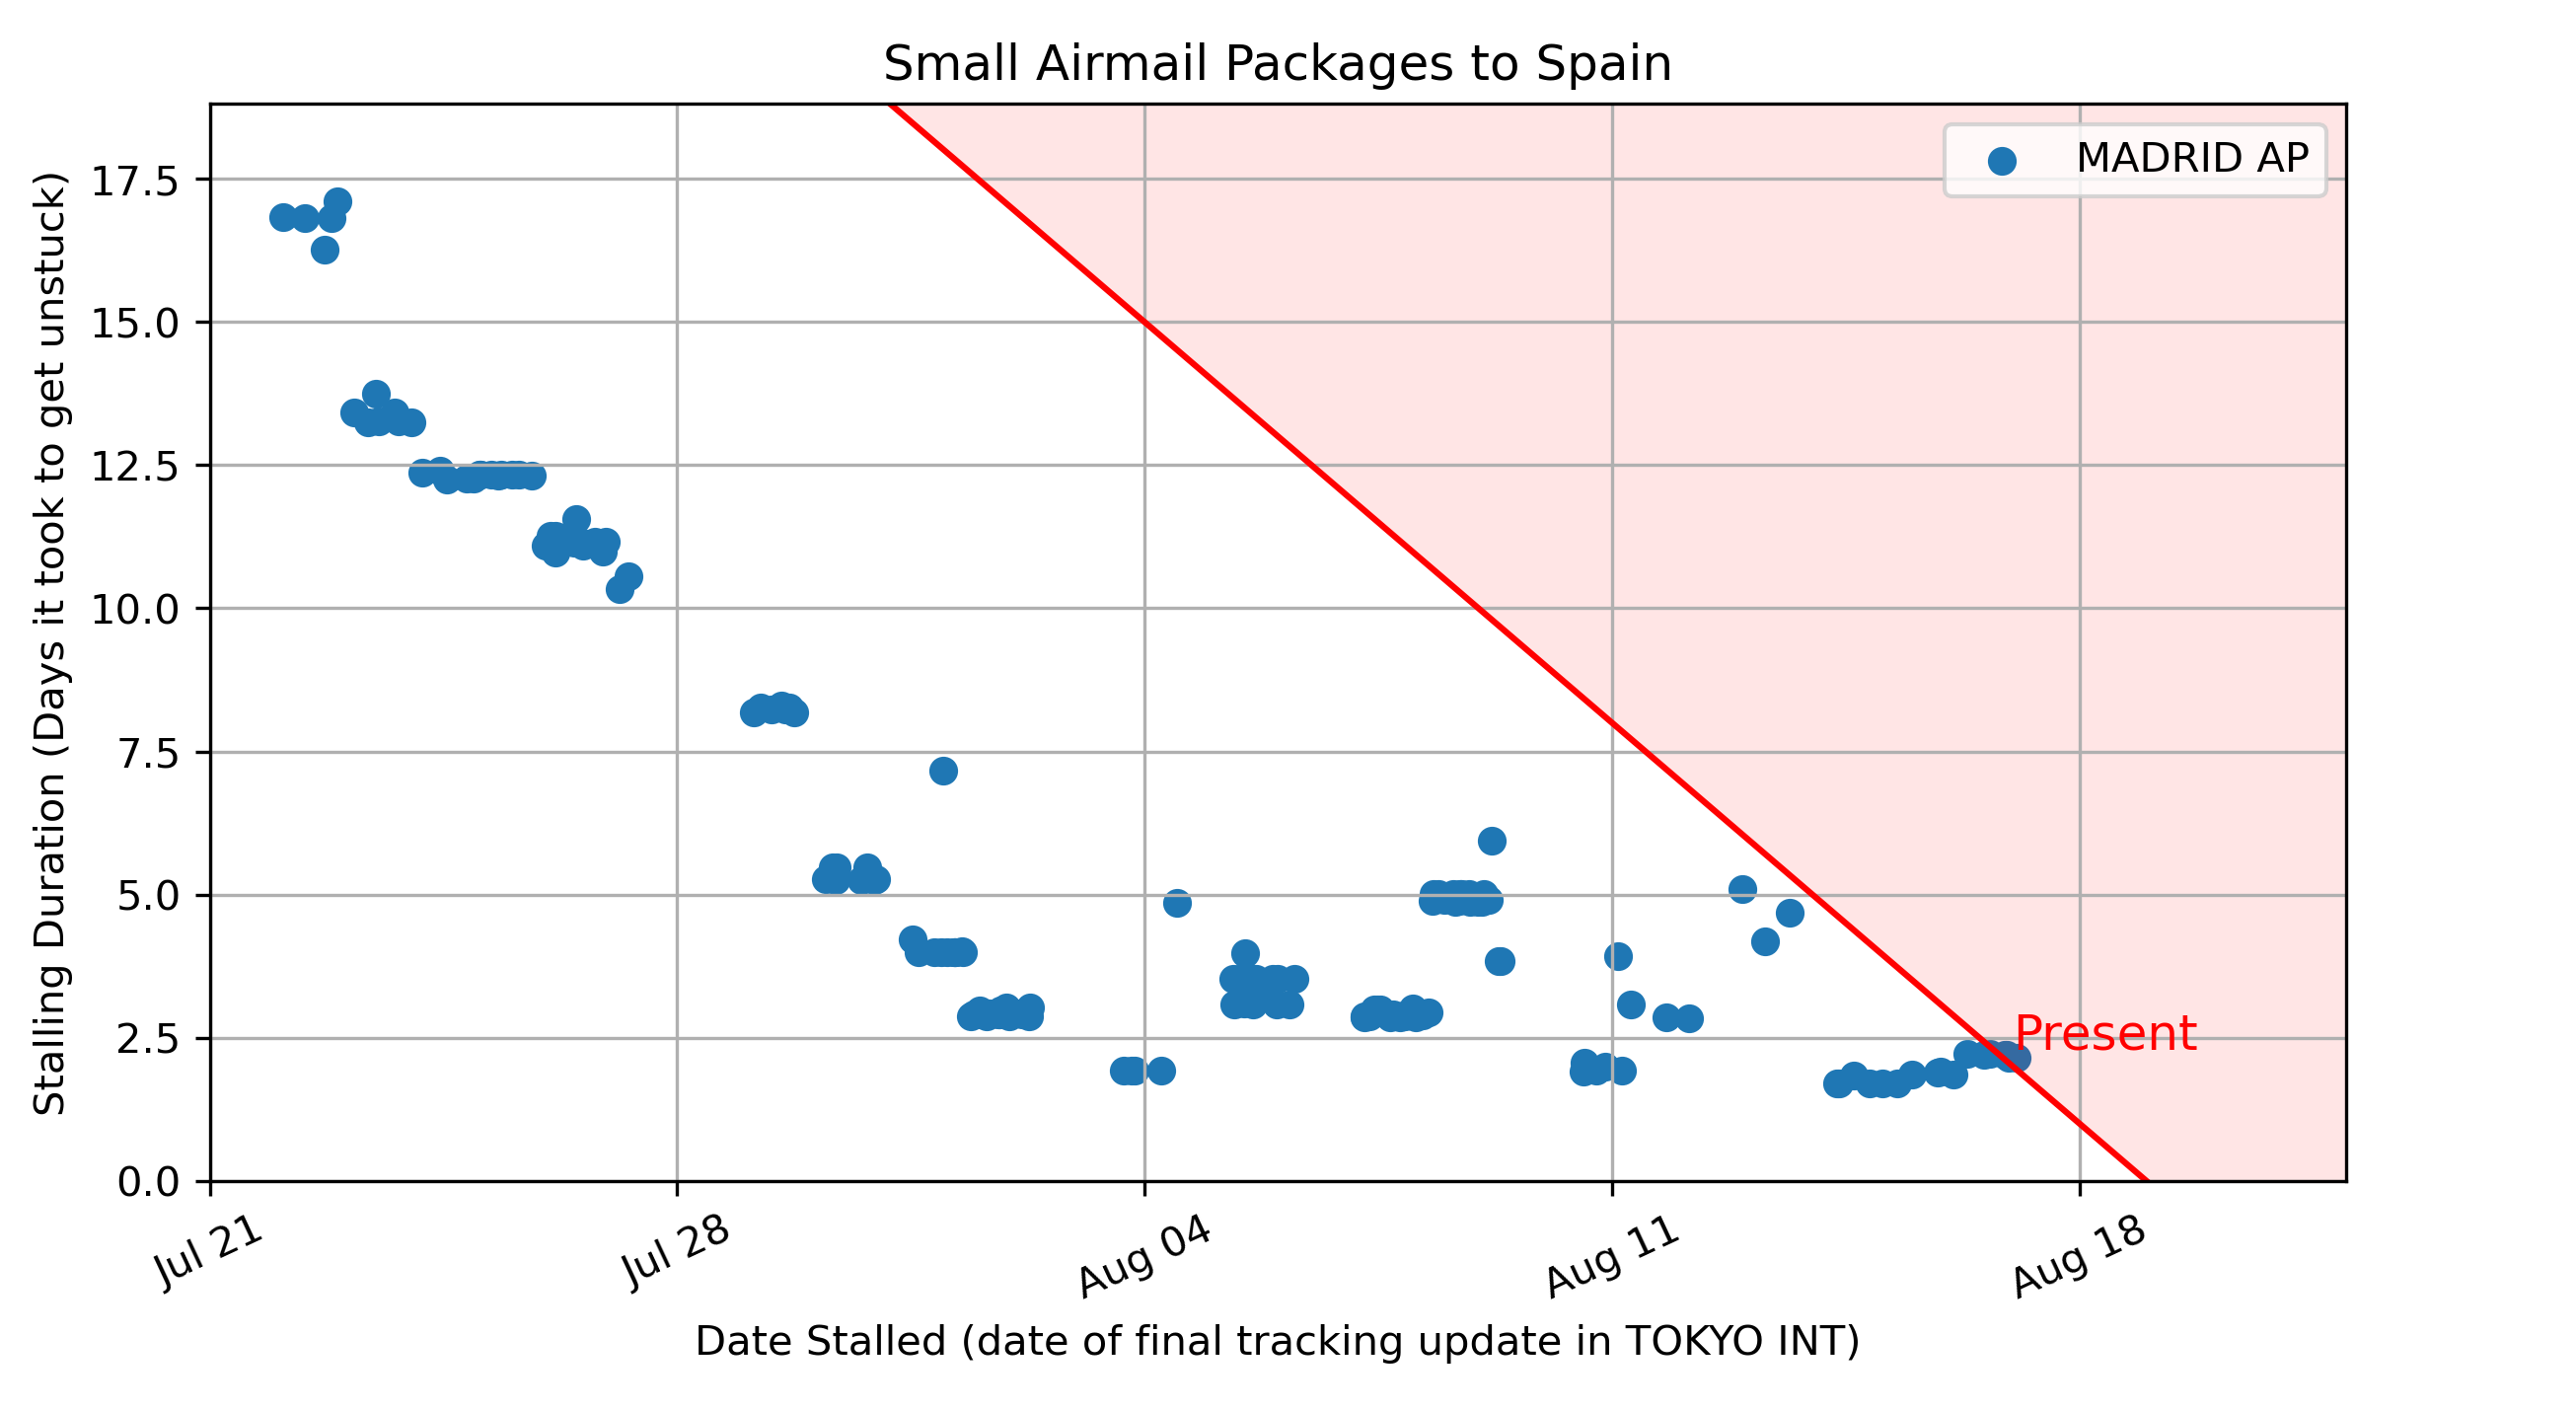 Small Airmail Packages to Spain
MADRID AP
Stalling Duration (Days it took to get unstuck)
17.5
15.0
12.5
10.0
7.5
5.0
2.5
0.0
Present
Jul 21
Jul 28
Aug 04
Aug 11
Aug 18
Date Stalled (date of final tracking update in TOKYO INT)